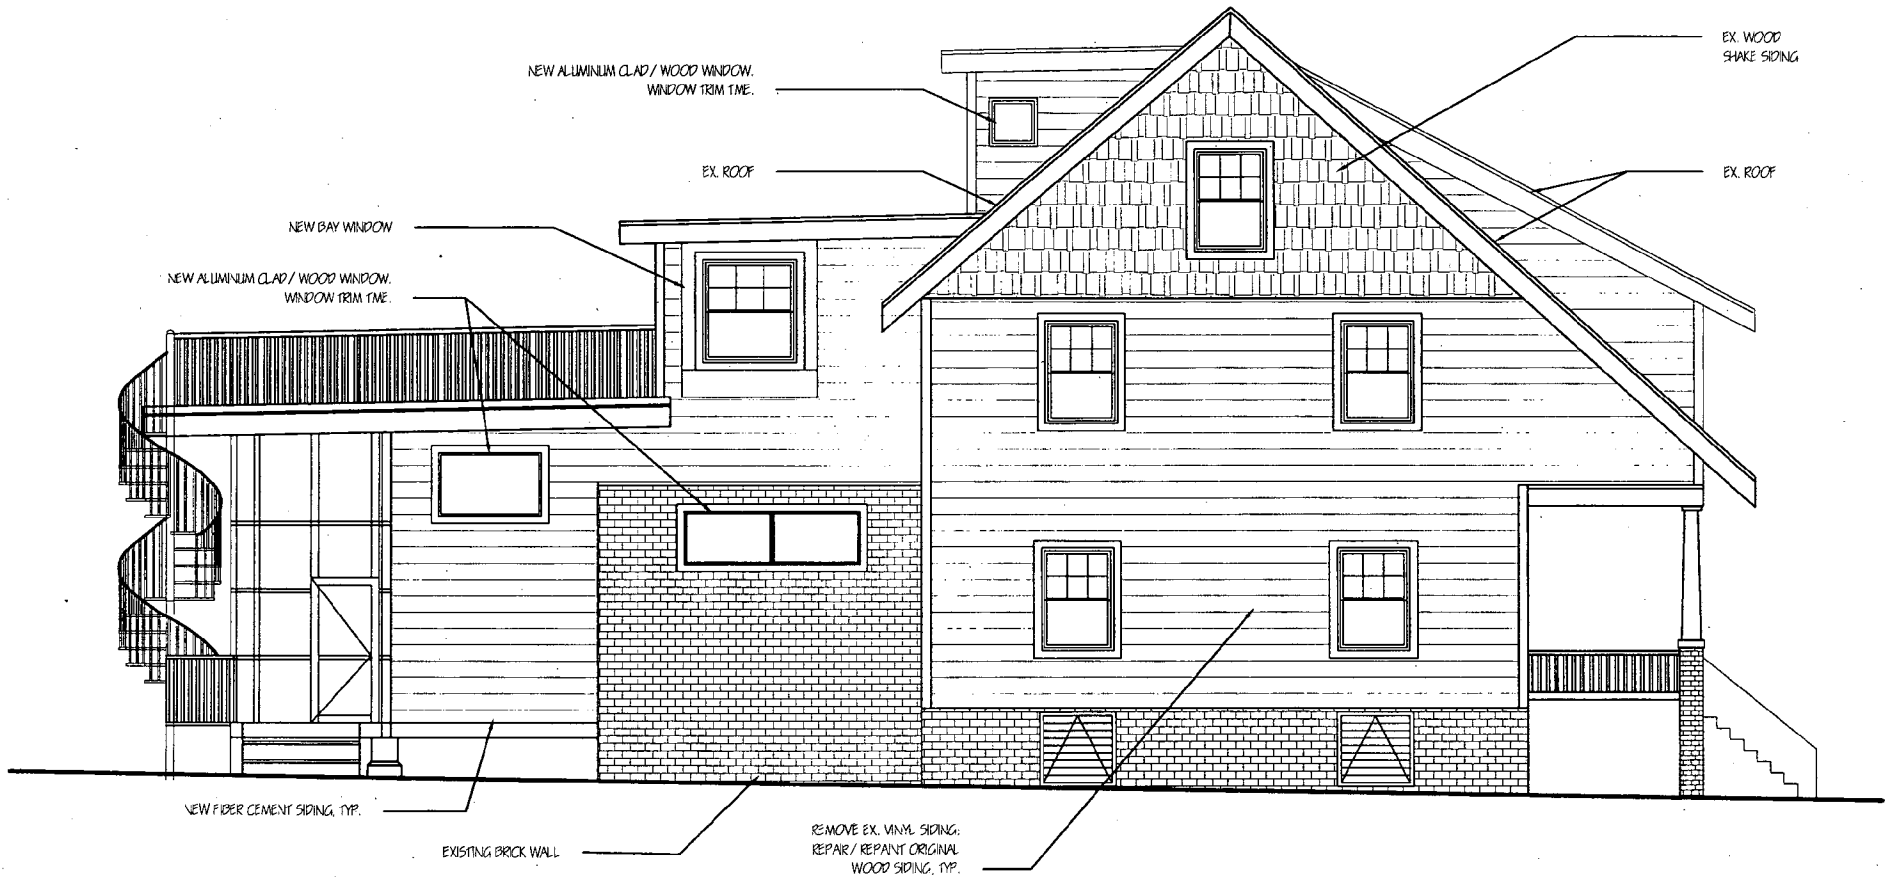 EX. WOOD
SHAKE SIDING
NEW ALUMINUM CLAD/ WOOD WINDOW.
WINDOW TRIM T.M.E.
EX. ROOF
EX. ROOF
NEW BAY WINDOW
NEW ALUMINUM CLAD/ WOOD WINDOW.
WINDOW TRIM T.M.E.
NEW FIBER CEMENT SIDING, TYP.
EXISTING BRICK WALL
REMOVE EX. VINYL SIDING;
REPAIR/ REPAINT ORIGINAL
WOOD SIDING, TYP.